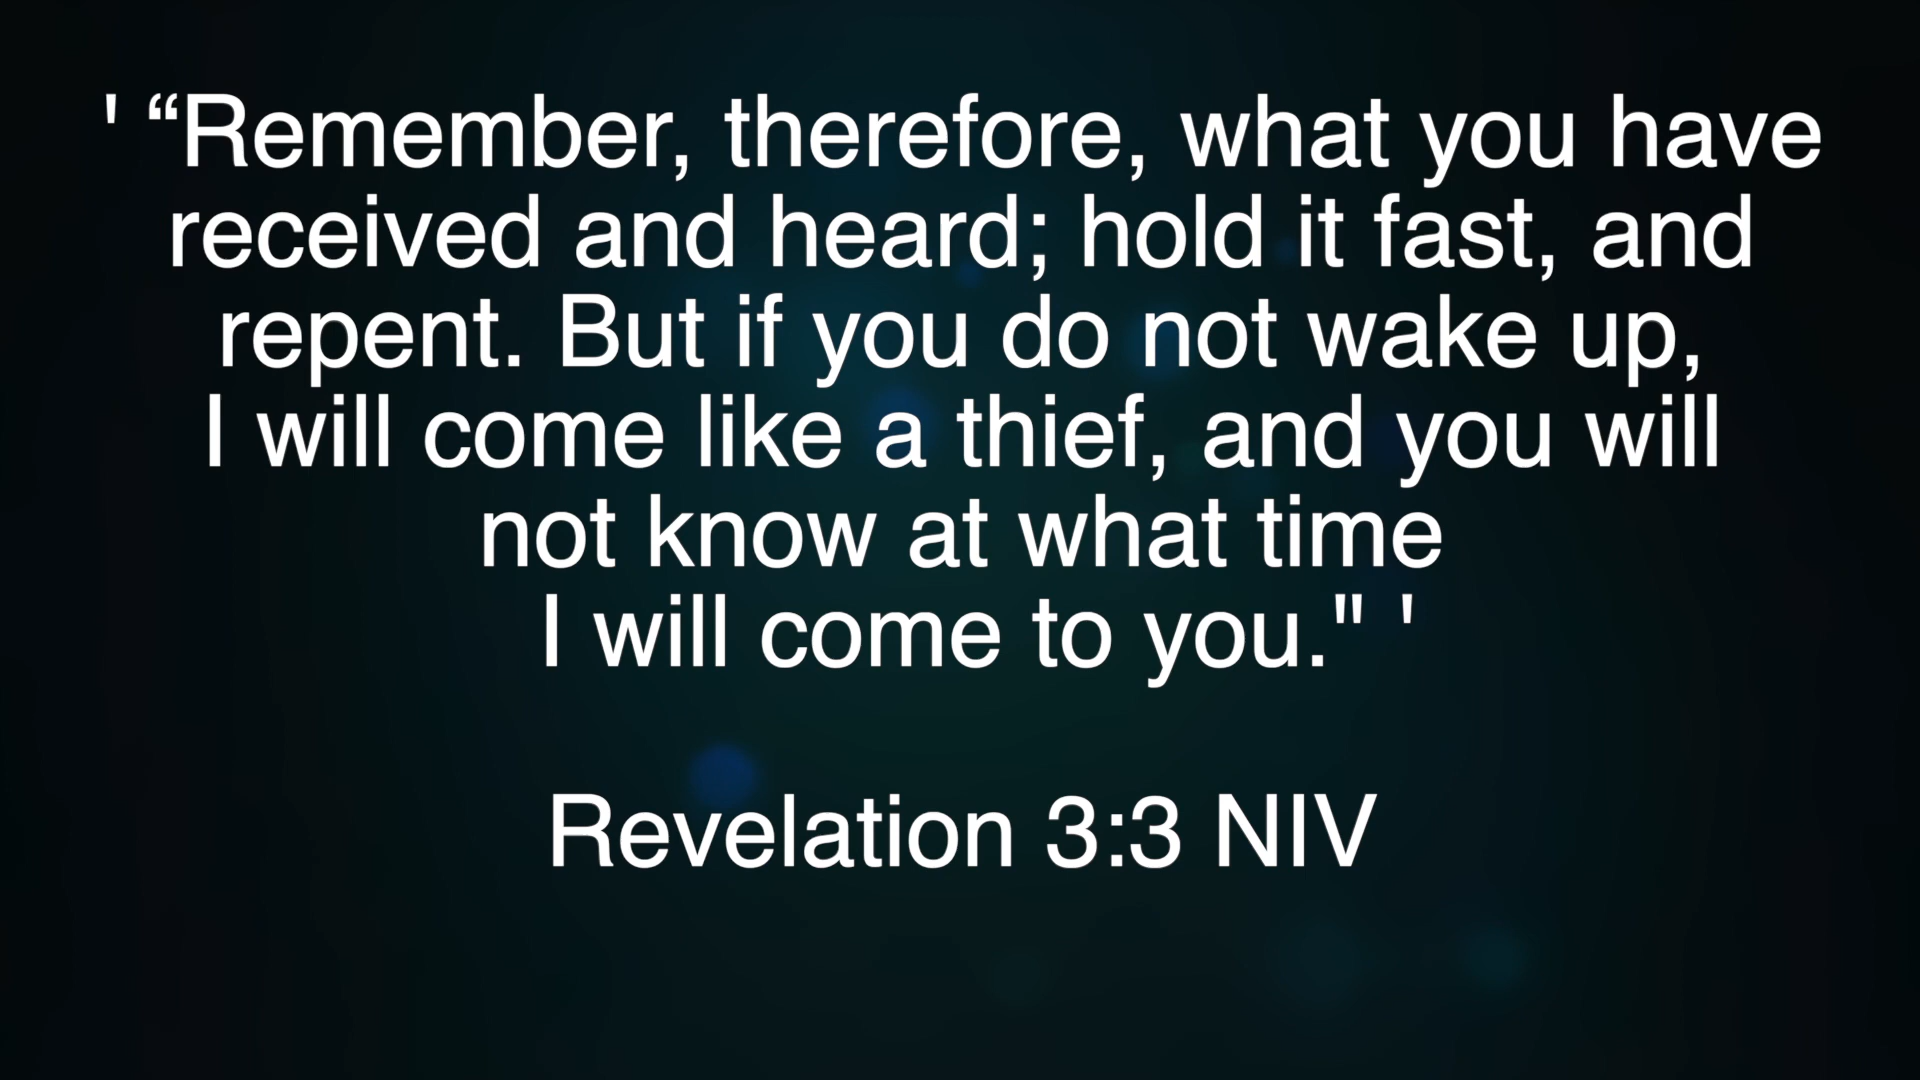 ' “Remember, therefore, what you have
received and heard; hold it fast, and
repent. But if you do not wake up,
I will come like a thief, and you will
not know at what time
I will come to you." '
Revelation 3:3 NIV